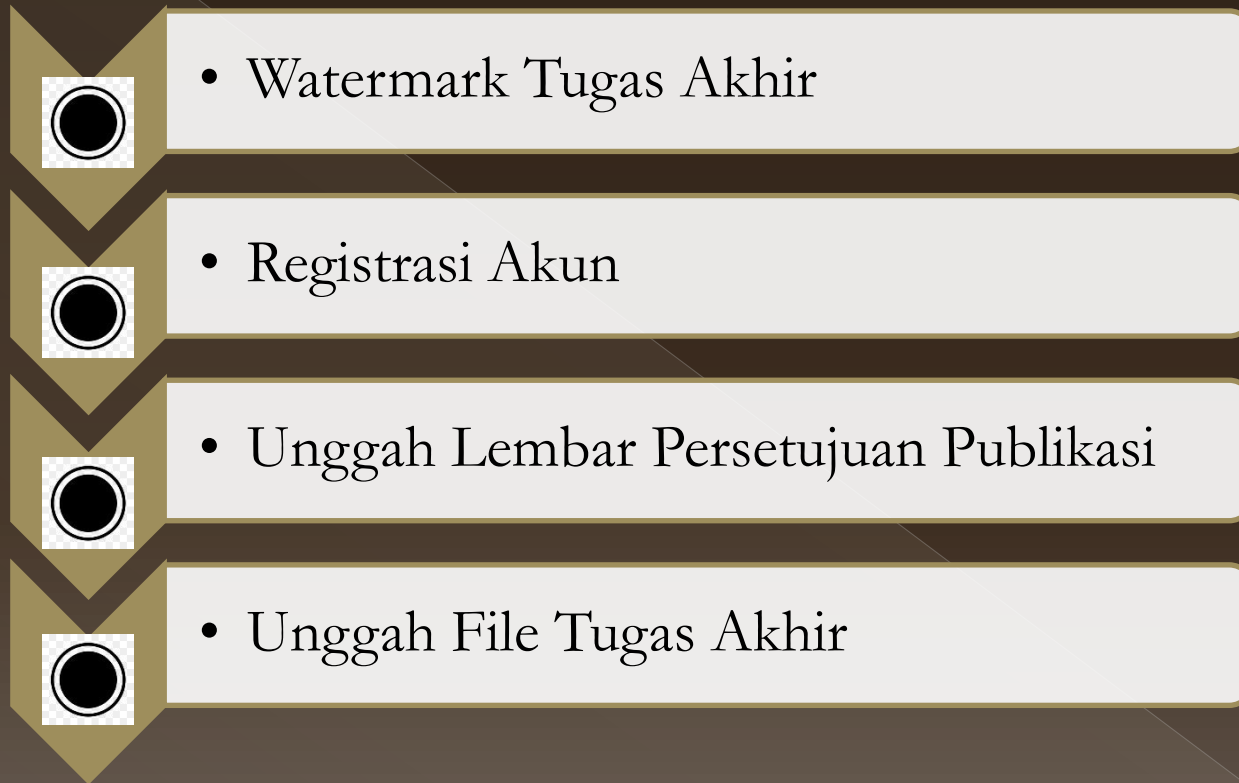 • Watermark Tugas Akhir
• Registrasi Akun
• Unggah Lembar Persetujuan Publikasi
• Unggah File Tugas Akhir